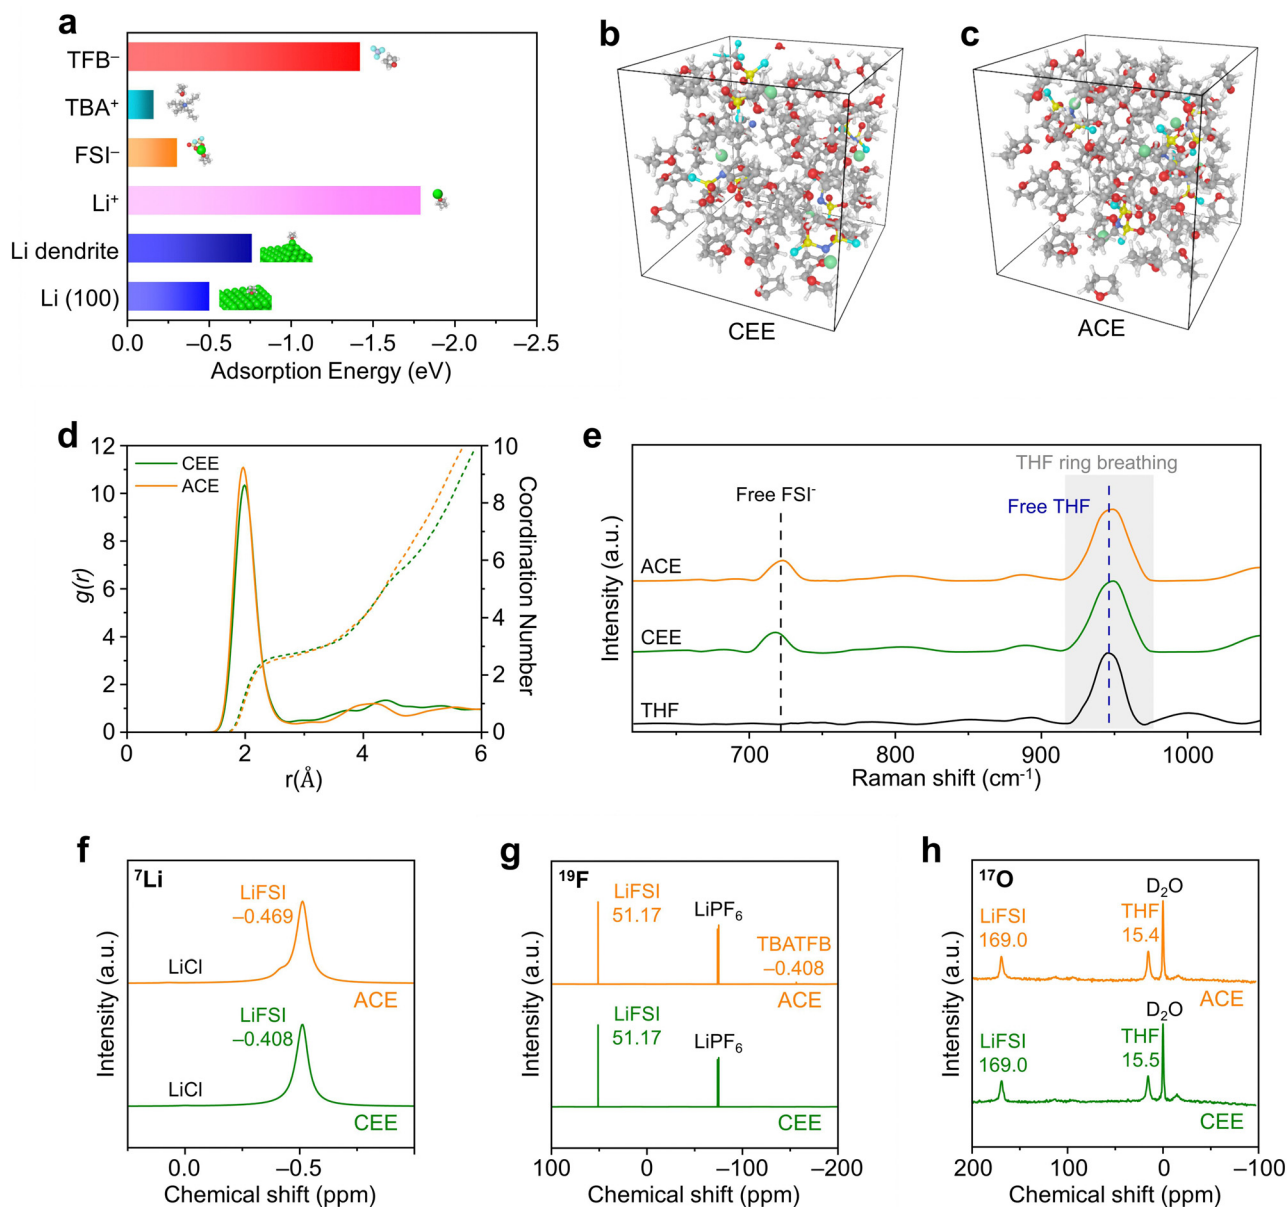 a
TFB⁻
TBA⁺
FSI⁻
Li⁺
Li dendrite
Li (100)
0.0 –0.5 –1.0 –1.5 –2.0 –2.5
Adsorption Energy (eV)
b
CEE
c
ACE
d
12
10
8
6
4
2
0
g(r)
CEE
ACE
10
8
6
4
2
0
Coordination Number
0 2 4 6
r(Å)
e
THF ring breathing
Free FSI⁻
Free THF
ACE
CEE
THF
Intensity (a.u.)
700 800 900 1000
Raman shift (cm⁻¹)
f
⁷Li
LiFSI
–0.469
LiCl
ACE
LiFSI
–0.408
LiCl
CEE
Intensity (a.u.)
0.0 –0.5
Chemical shift (ppm)
g
¹⁹F
LiFSI
51.17
LiPF₆
TBATFB
–0.408
ACE
LiFSI
51.17
LiPF₆
CEE
Intensity (a.u.)
100 0 –100 –200
Chemical shift (ppm)
h
¹⁷O
LiFSI
169.0
THF
15.4
D₂O
ACE
LiFSI
169.0
THF
15.5
D₂O
CEE
Intensity (a.u.)
200 100 0 –100
Chemical shift (ppm)